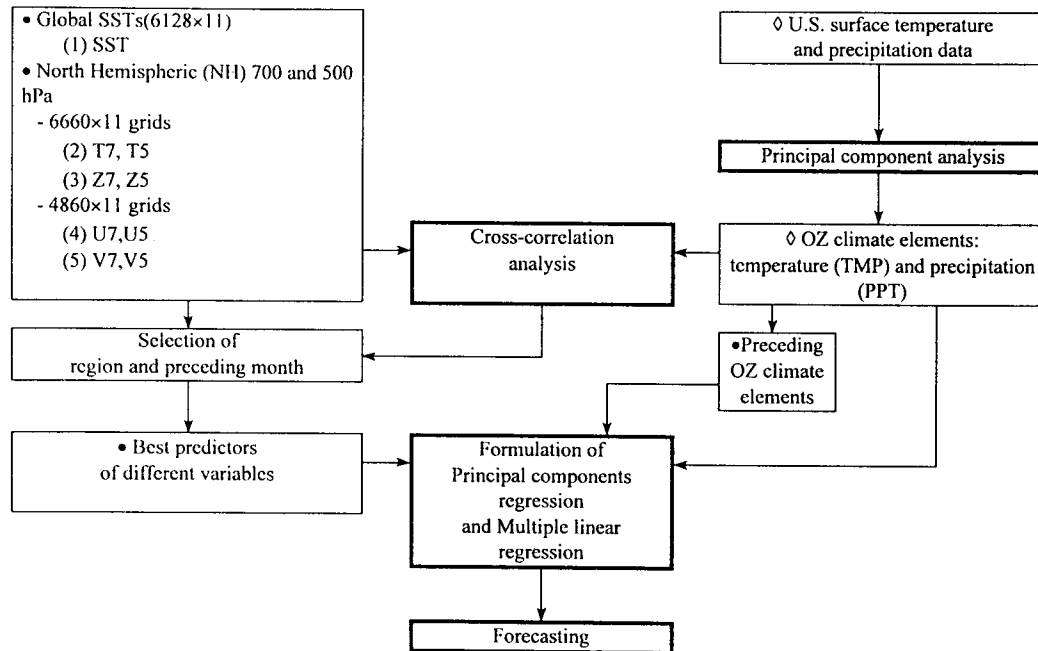 • Global SSTs(6128×11)
(1) SST
• North Hemispheric (NH) 700 and 500
hPa
- 6660×11 grids
(2) T7, T5
(3) Z7, Z5
- 4860×11 grids
(4) U7,U5
(5) V7,V5
◊ U.S. surface temperature
and precipitation data
Principal component analysis
Cross-correlation
analysis
◊ OZ climate elements:
temperature (TMP) and precipitation
(PPT)
Selection of
region and preceding month
•Preceding
OZ climate
elements
• Best predictors
of different variables
Formulation of
Principal components
regression
and Multiple linear
regression
Forecasting